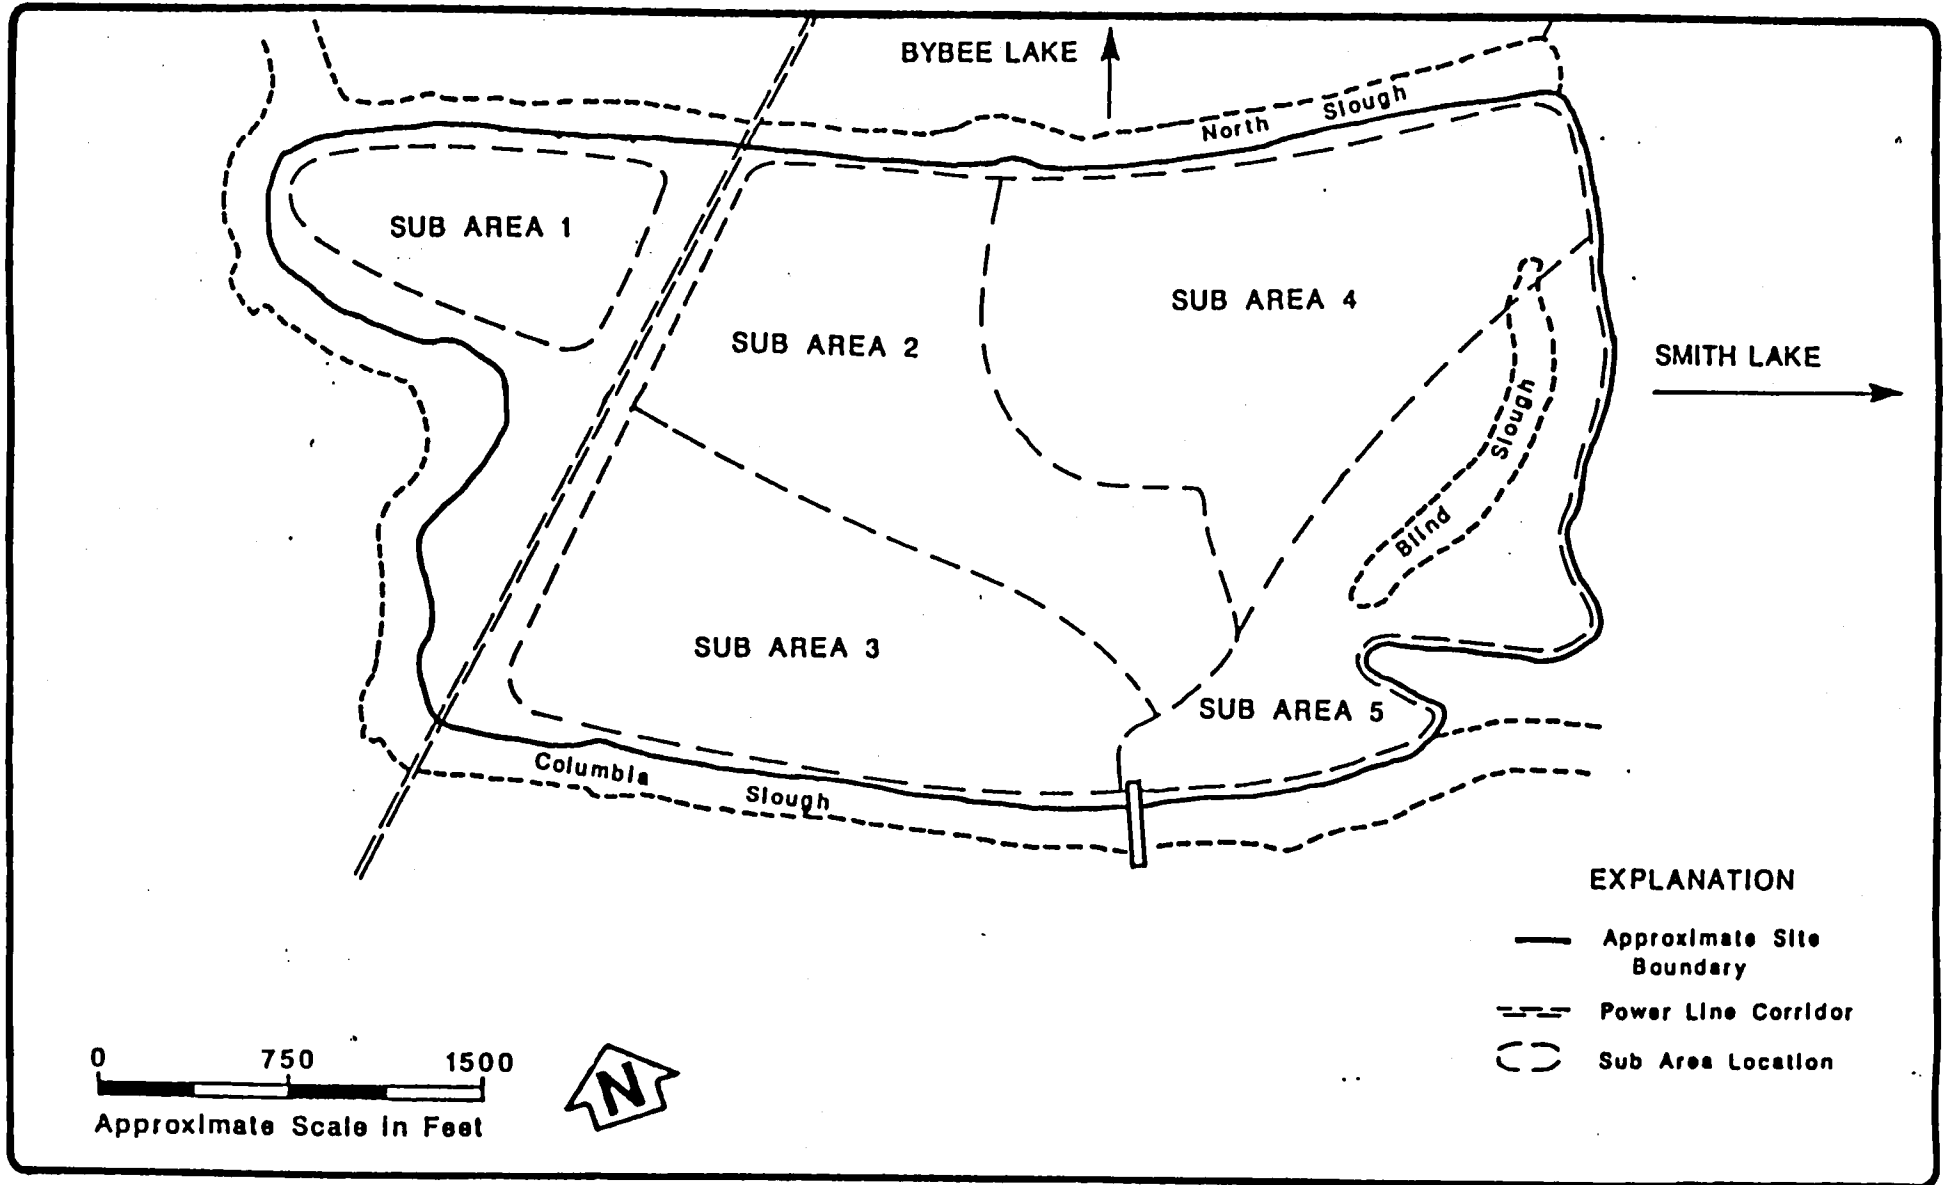 BYBEE LAKE
North Slough
SUB AREA 1
SUB AREA 4
SUB AREA 2
SMITH LAKE
Blind Slough
SUB AREA 3
SUB AREA 5
Columbia Slough
EXPLANATION
Approximate Site
Boundary
Power Line Corridor
Sub Area Location
0 750 1500
Approximate Scale in Feet
N